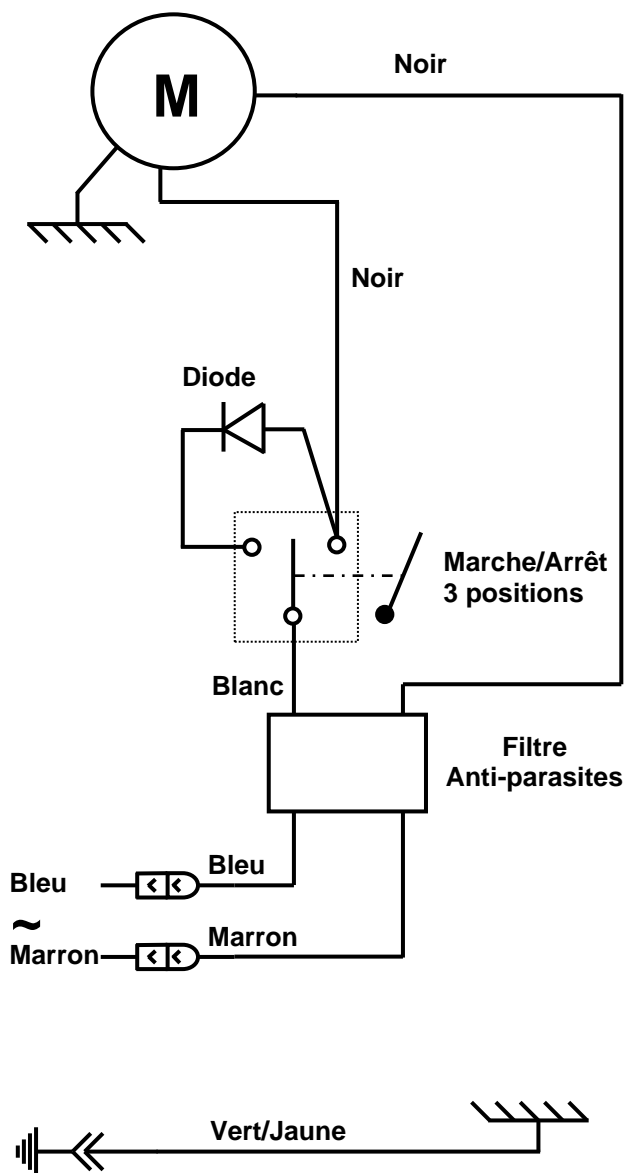 Noir
M
Noir
Diode
Marche/Arrêt
3 positions
Blanc
Filtre
Anti-parasites
Bleu
Bleu
~
Marron
Marron
Vert/Jaune